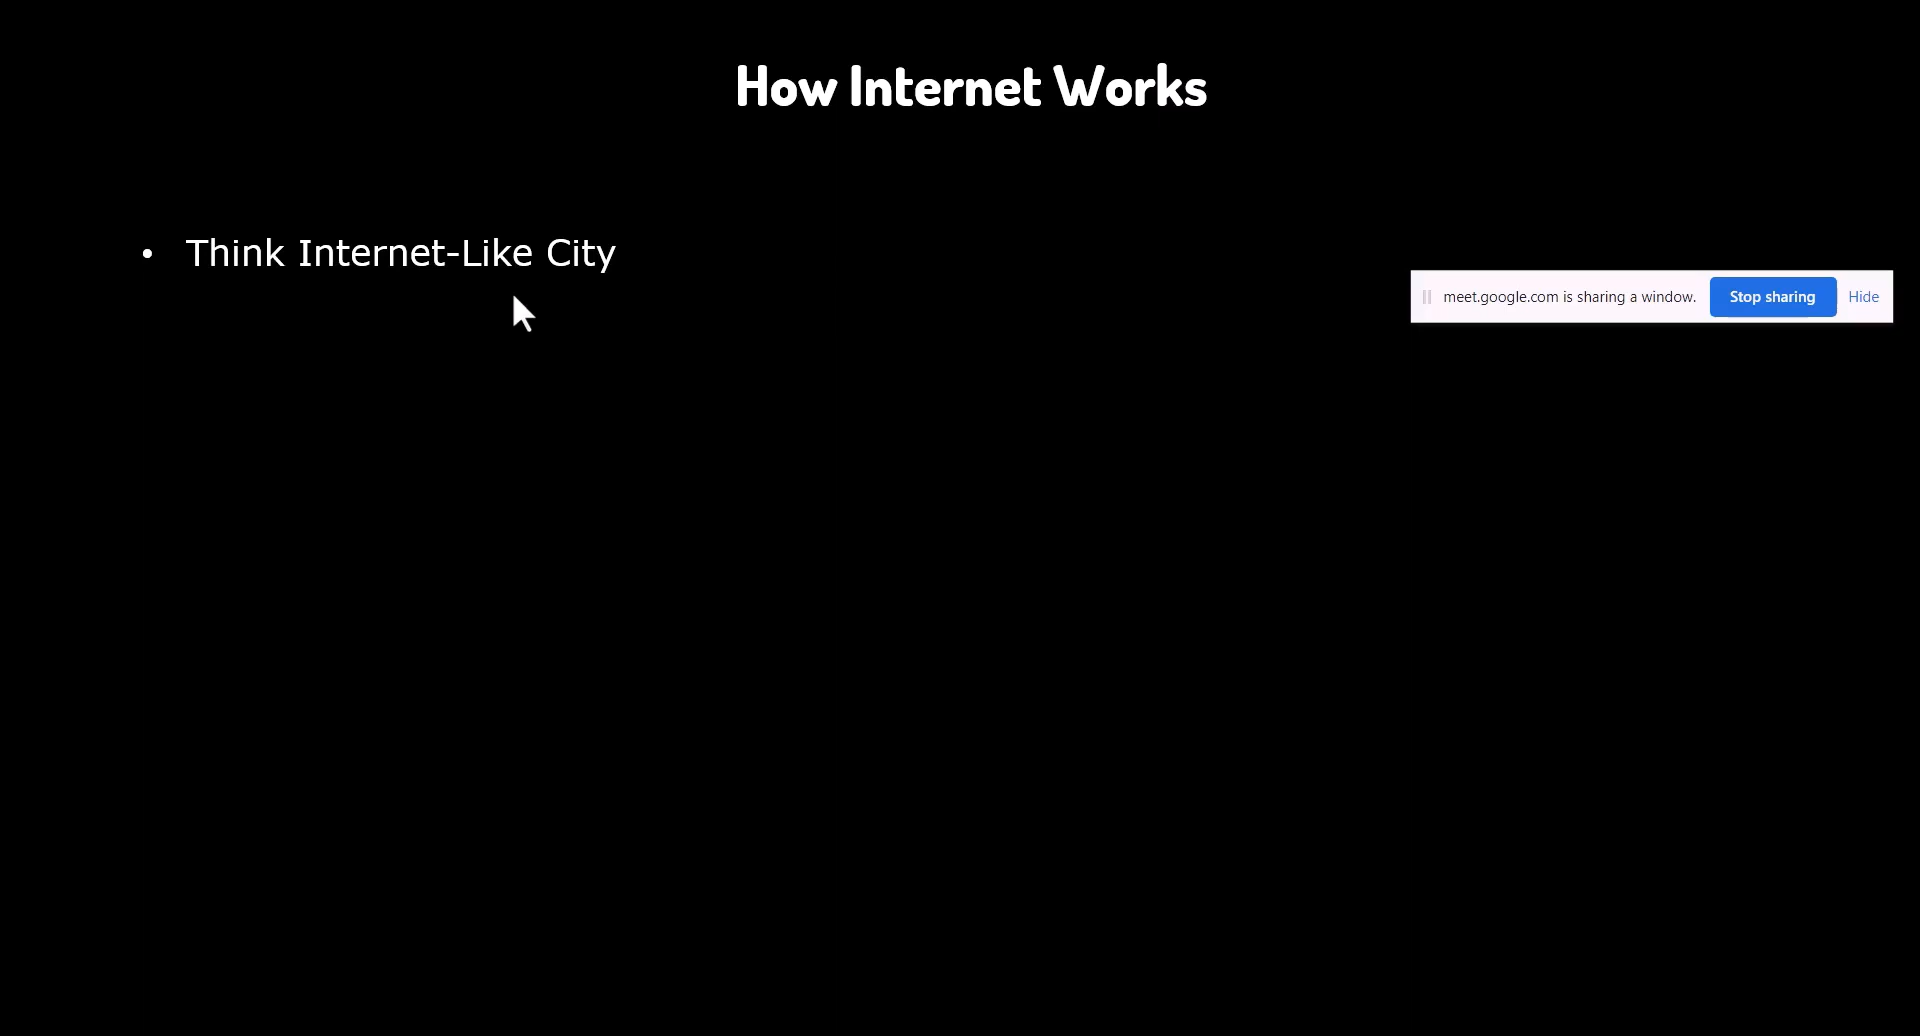 How Internet Works
• Think Internet-Like City
meet.google.com is sharing a window. Stop sharing Hide